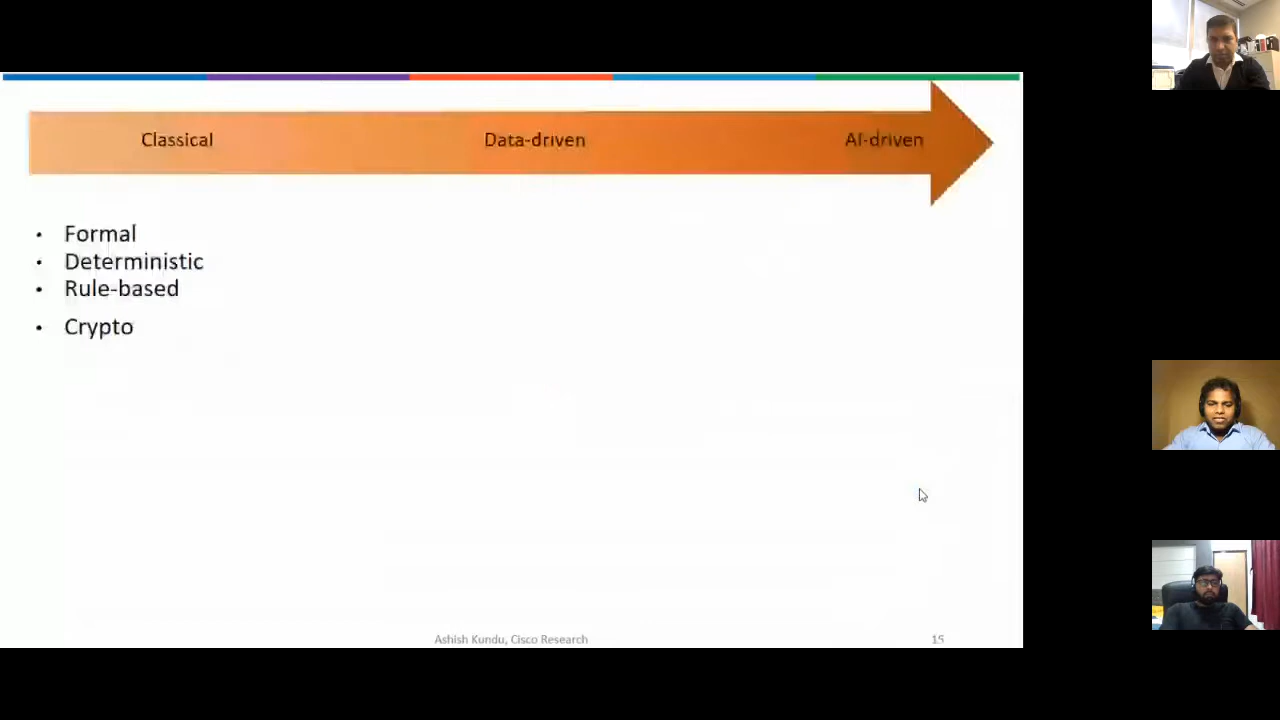 Classical Data-driven AI-driven
• Formal
• Deterministic
• Rule-based
• Crypto
Ashish Kundu, Cisco Research 15